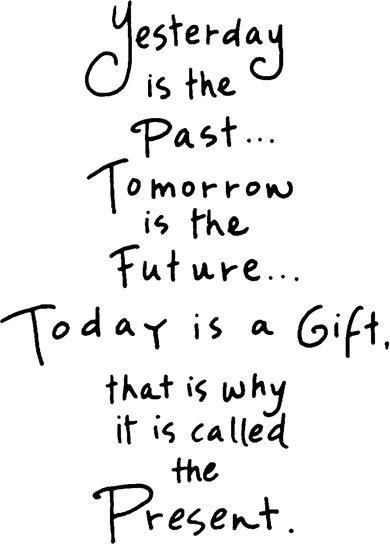 Yesterday
is the
Past...
Tomorrow
is the
Future...
Today is a Gift,
that is why
it is called
the
Present.